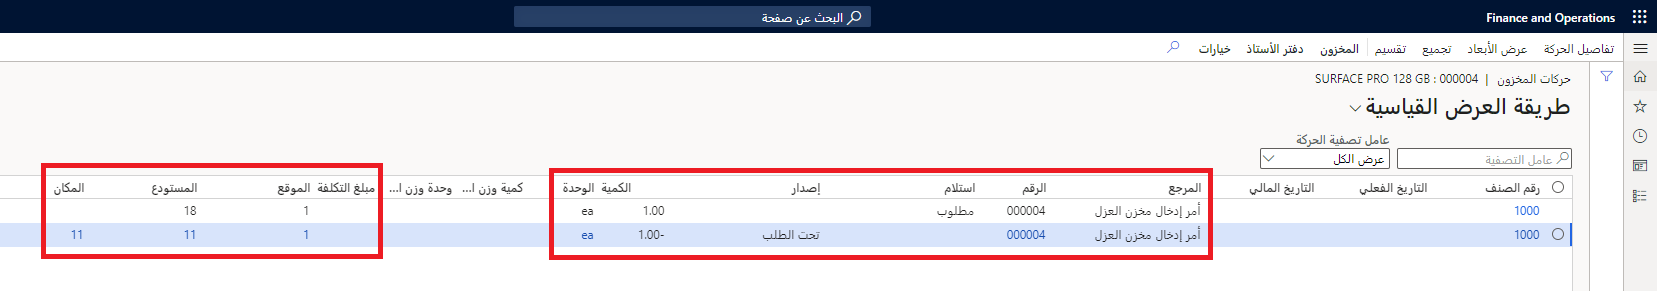 Finance and Operations
البحث عن صفحة
تفاصيل الحركة عرض الأبعاد تجميع تقسيم المخزون دفتر الأستاذ خيارات
حركات المخزون | SURFACE PRO 128 GB : 000004
طريقة العرض القياسية
عامل تصفية الحركة
عامل التصفية عرض الكل
رقم الصنف التاريخ الفعلي التاريخ المالي المرجع الرقم استلام إصدار الكمية الوحدة كمية وزن ا... وحدة وزن ا... مبلغ التكلفة الموقع المستودع المكان
1000 أمر إدخال مخزن العزل 000004 مطلوب 1.00 ea 1 18
1000 أمر إدخال مخزن العزل 000004 تحت الطلب -1.00 ea 1 11 11